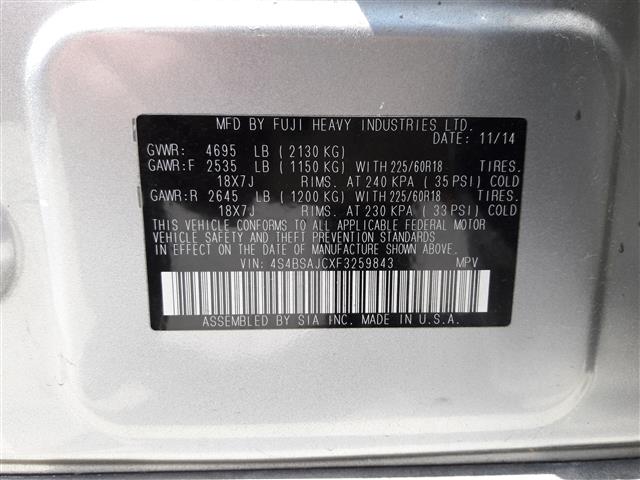 MFD BY FUJI HEAVY INDUSTRIES LTD.
DATE: 11/14
GVWR: 4695 LB ( 2130 KG)
GAWR:F 2535 LB ( 1150 KG) WITH 225/60R18 TIRES.
18X7J RIMS. AT 240 KPA ( 35 PSI) COLD
GAWR:R 2645 LB ( 1200 KG) WITH 225/60R18 TIRES.
18X7J RIMS. AT 230 KPA ( 33 PSI) COLD
THIS VEHICLE CONFORMS TO ALL APPLICABLE FEDERAL MOTOR
VEHICLE SAFETY AND THEFT PREVENTION STANDARDS
IN EFFECT ON THE DATE OF MANUFACTURE SHOWN ABOVE.
VIN: 4S4BSAJCXF3259843 MPV
ASSEMBLED BY SIA INC. MADE IN U.S.A.